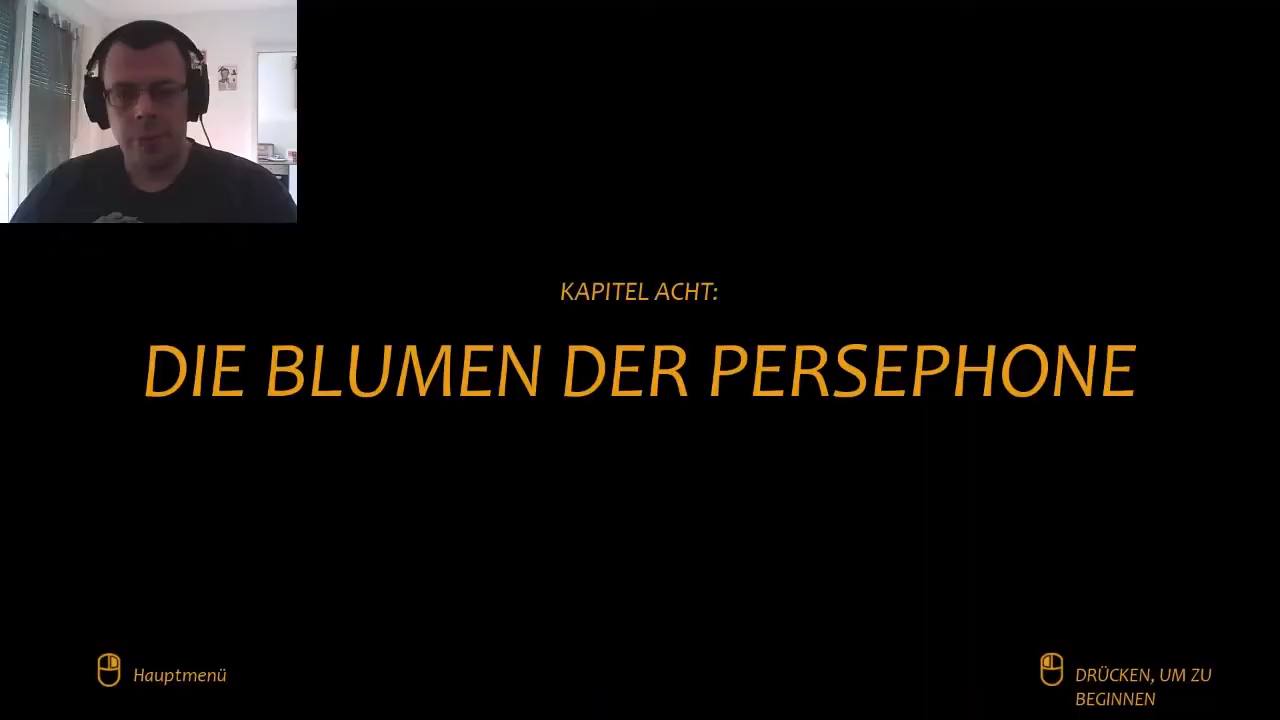 KAPITEL ACHT:
DIE BLUMEN DER PERSEPHONE
Hauptmenü
DRÜCKEN, UM ZU
BEGINNEN